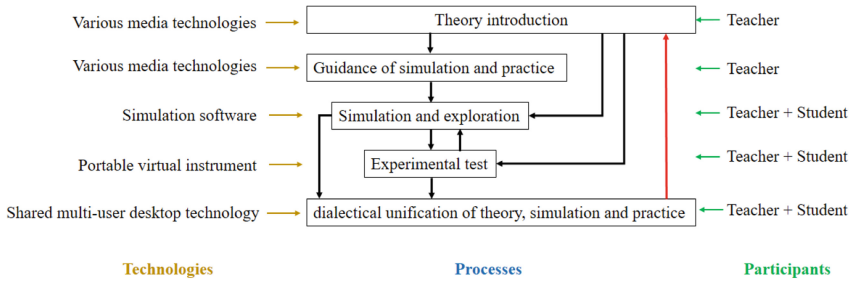 Various media technologies
Theory introduction
Teacher
Various media technologies
Guidance of simulation and practice
Teacher
Simulation software
Simulation and exploration
Teacher + Student
Portable virtual instrument
Experimental test
Teacher + Student
Shared multi-user desktop technology
dialectical unification of theory, simulation and practice
Teacher + Student
Technologies
Processes
Participants